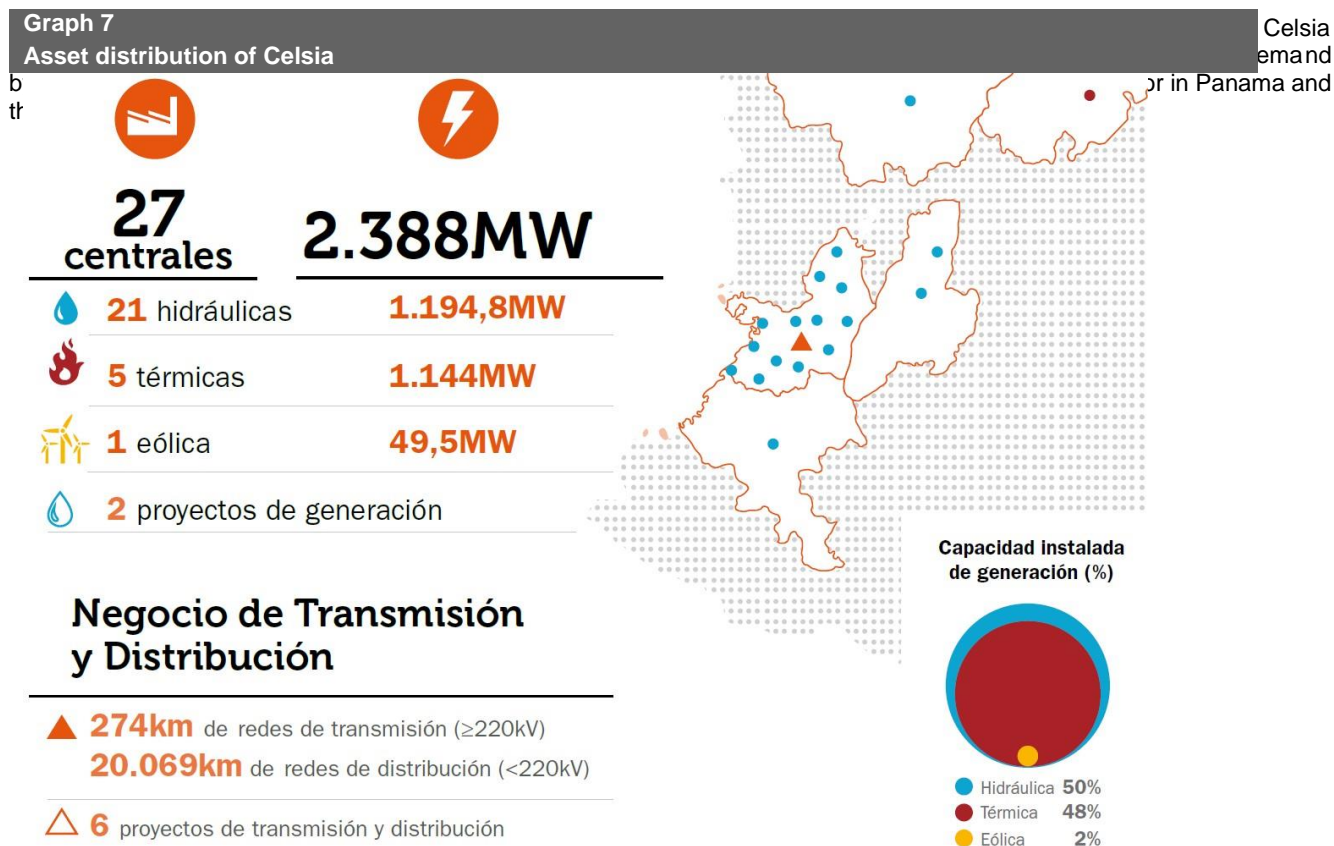 Graph 7
Asset distribution of Celsia
Celsia
emand
or in Panama and
27
centrales
2.388MW
21 hidráulicas 1.194,8MW
5 térmicas 1.144MW
1 eólica 49,5MW
2 proyectos de generación
Negocio de Transmisión
y Distribución
274km de redes de transmisión (≥220kV)
20.069km de redes de distribución (<220kV)
6 proyectos de transmisión y distribución
Capacidad instalada
de generación (%)
Hidráulica 50%
Térmica 48%
Eólica 2%